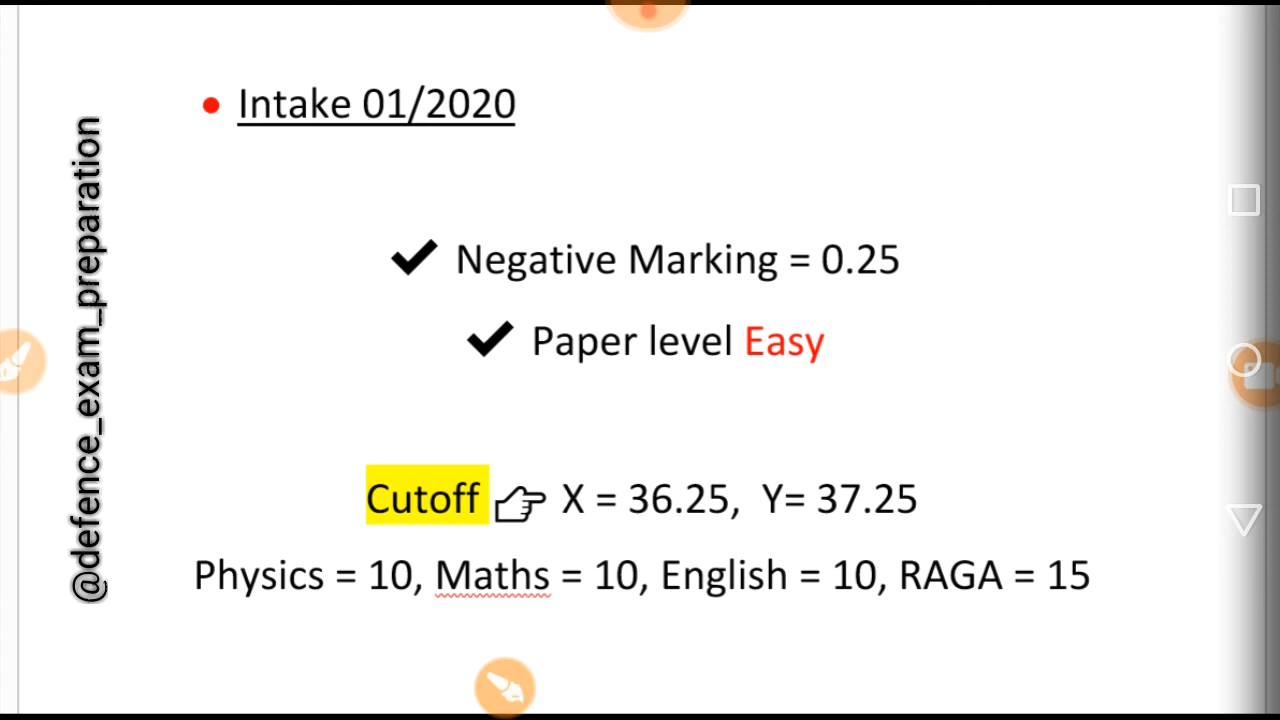 Intake 01/2020
@defence_exam_preparation
Negative Marking = 0.25
Paper level Easy
Cutoff X = 36.25, Y= 37.25
Physics = 10, Maths = 10, English = 10, RAGA = 15